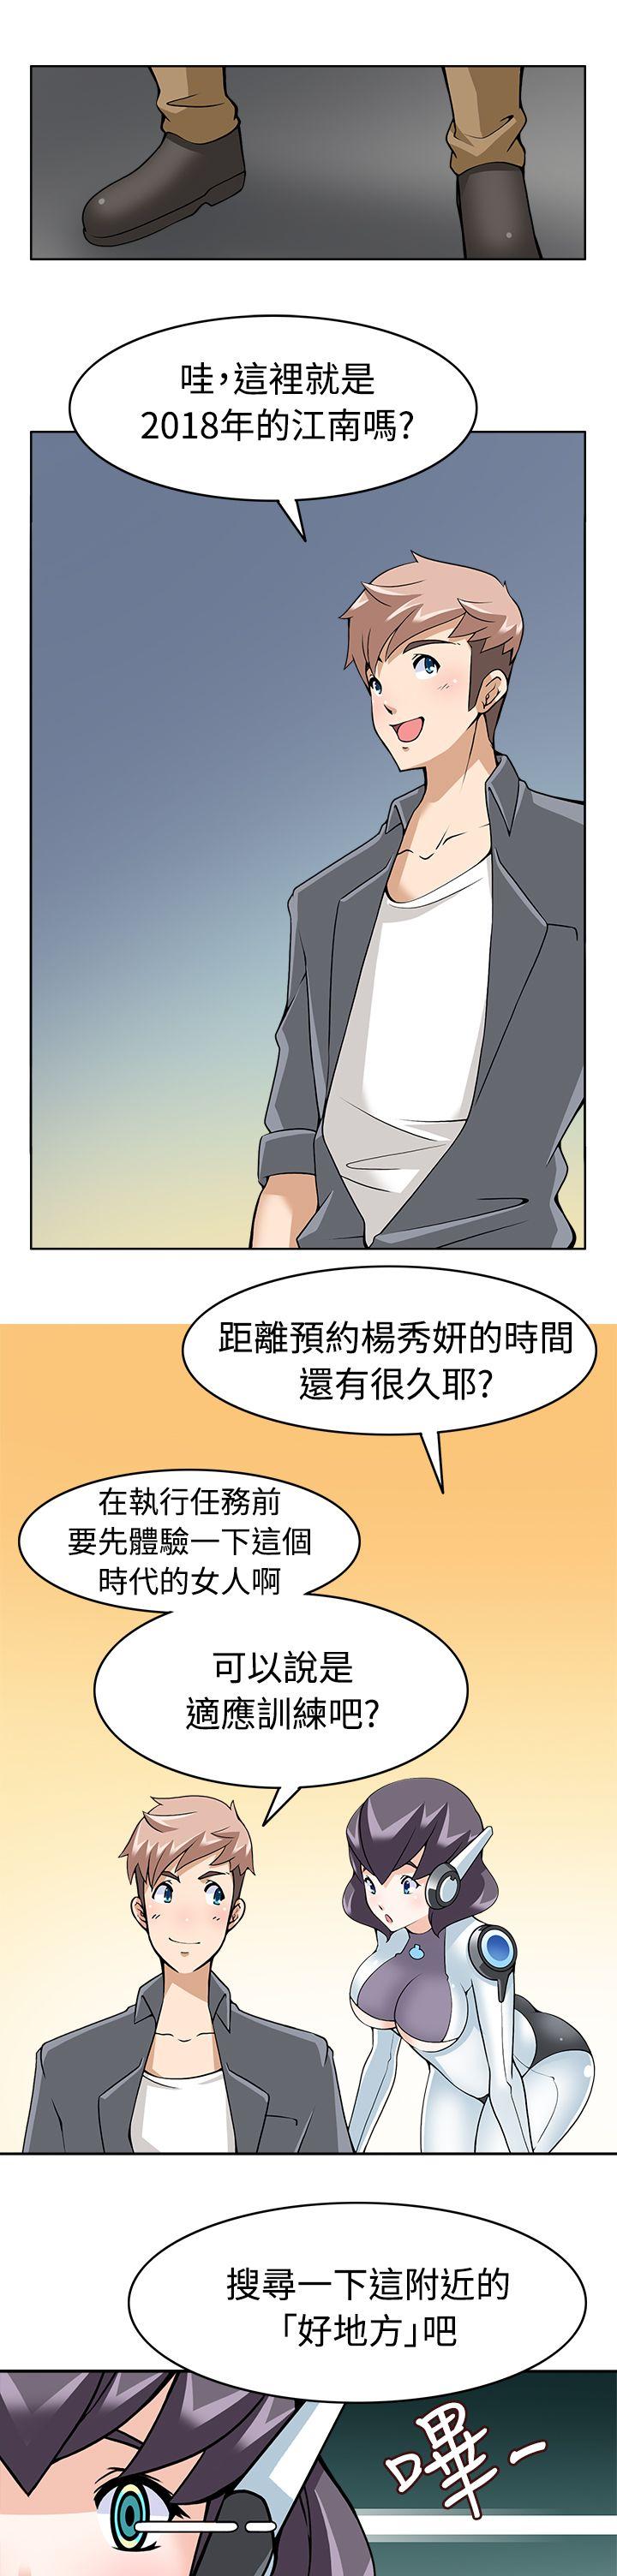 哇，這裡就是
2018年的江南嗎?
距離預約楊秀妍的時間
還有很久耶?
在執行任務前
要先體驗一下這個
時代的女人啊
可以說是
適應訓練吧?
搜尋一下這附近的
「好地方」吧
嗶-